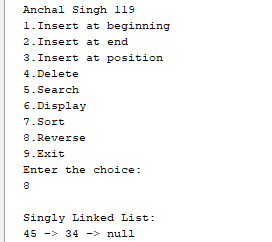 Anchal Singh 119
1.Insert at beginning
2.Insert at end
3.Insert at position
4.Delete
5.Search
6.Display
7.Sort
8.Reverse
9.Exit
Enter the choice:
8
Singly Linked List:
45 -> 34 -> null